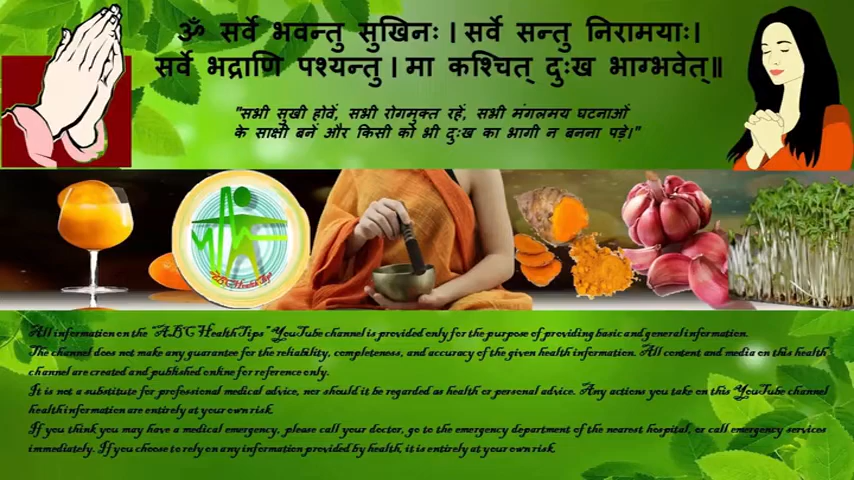 ॐ सर्वे भवन्तु सुखिनः । सर्वे सन्तु निरामयाः।
सर्वे भद्राणि पश्यन्तु । मा कश्चित् दुःख भाग्भवेत्॥
"सभी सुखी होवें, सभी रोगमुक्त रहें, सभी मंगलमय घटनाओं
के साक्षी बनें और किसी को भी दुःख का भागी न बनना पड़े।"
ABC Health Tips
All information on the "ABC Health Tips" YouTube channel is provided only for the purpose of providing basic and general information.
The channel does not make any guarantee for the reliability, completeness, and accuracy of the given health information. All content and media on this health
channel are created and published online for reference only.
It is not a substitute for professional medical advice, nor should it be regarded as health or personal advice. Any actions you take on this YouTube channel
health information are entirely at your own risk.
If you think you may have a medical emergency, please call your doctor, go to the emergency department of the nearest hospital, or call emergency services
immediately. If you choose to rely on any information provided by health, it is entirely at your own risk.